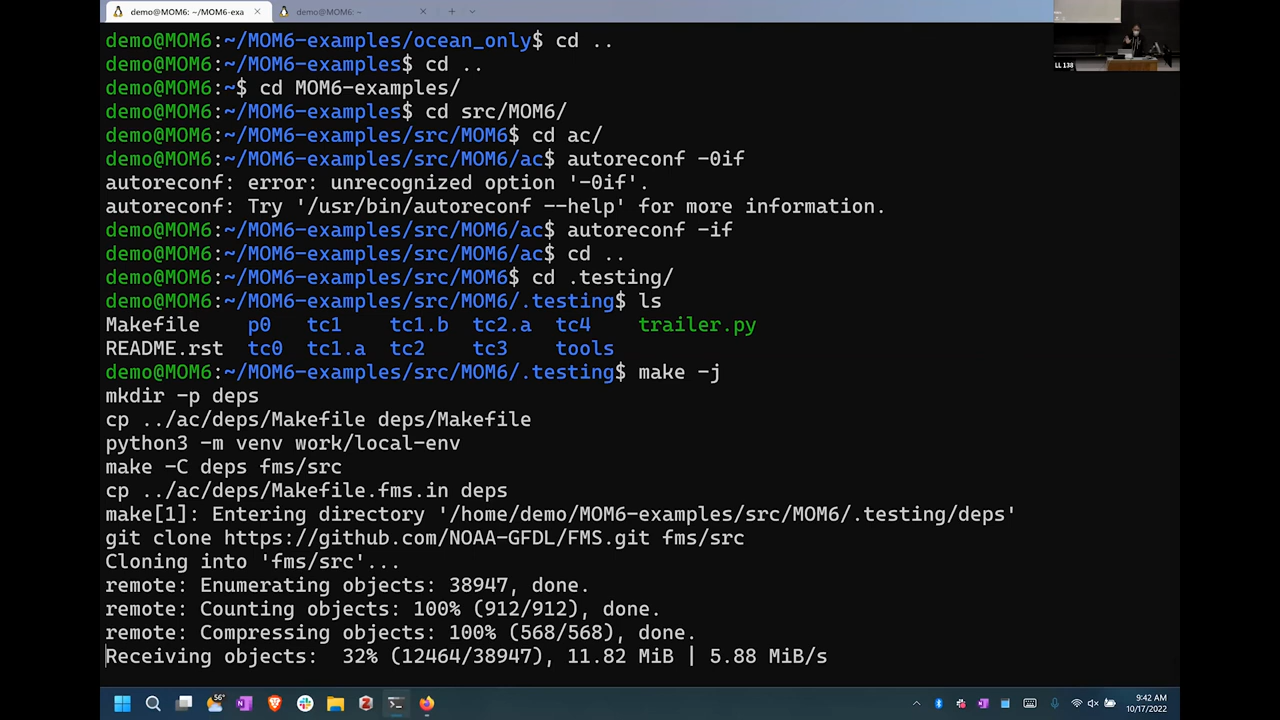 demo@MOM6: ~/MOM6-exa
demo@MOM6: ~
demo@MOM6:~/MOM6-examples/ocean_only$ cd ..
demo@MOM6:~/MOM6-examples$ cd ..
demo@MOM6:~$ cd MOM6-examples/
demo@MOM6:~/MOM6-examples$ cd src/MOM6/
demo@MOM6:~/MOM6-examples/src/MOM6$ cd ac/
demo@MOM6:~/MOM6-examples/src/MOM6/ac$ autoreconf -0if
autoreconf: error: unrecognized option '-0if'.
autoreconf: Try '/usr/bin/autoreconf --help' for more information.
demo@MOM6:~/MOM6-examples/src/MOM6/ac$ autoreconf -if
demo@MOM6:~/MOM6-examples/src/MOM6/ac$ cd ..
demo@MOM6:~/MOM6-examples/src/MOM6$ cd .testing/
demo@MOM6:~/MOM6-examples/src/MOM6/.testing$ ls
Makefile p0 tc1 tc1.b tc2.a tc4 trailer.py
README.rst tc0 tc1.a tc2 tc3 tools
demo@MOM6:~/MOM6-examples/src/MOM6/.testing$ make -j
mkdir -p deps
cp ../ac/deps/Makefile deps/Makefile
python3 -m venv work/local-env
make -C deps fms/src
cp ../ac/deps/Makefile.fms.in deps
make[1]: Entering directory '/home/demo/MOM6-examples/src/MOM6/.testing/deps'
git clone https://github.com/NOAA-GFDL/FMS.git fms/src
Cloning into 'fms/src'...
remote: Enumerating objects: 38947, done.
remote: Counting objects: 100% (912/912), done.
remote: Compressing objects: 100% (568/568), done.
Receiving objects: 32% (12464/38947), 11.82 MiB | 5.88 MiB/s
LL 138
56°
9:42 AM
10/17/2022